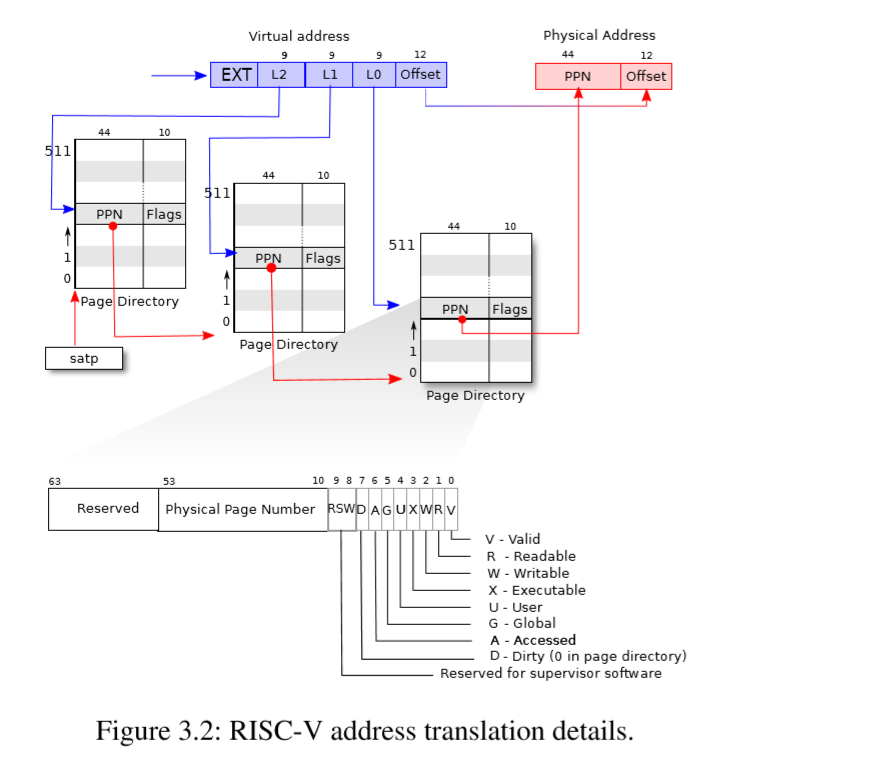 Virtual address
Physical Address
9 9 9 12
44 12
EXT L2 L1 L0 Offset
PPN Offset
44 10
511
PPN Flags
1
0
Page Directory
satp
44 10
511
PPN Flags
1
0
Page Directory
44 10
511
PPN Flags
1
0
Page Directory
63 53 10 9 8 7 6 5 4 3 2 1 0
Reserved Physical Page Number RSW D A G U X W R V
V - Valid
R - Readable
W - Writable
X - Executable
U - User
G - Global
A - Accessed
D - Dirty (0 in page directory)
Reserved for supervisor software
Figure 3.2: RISC-V address translation details.